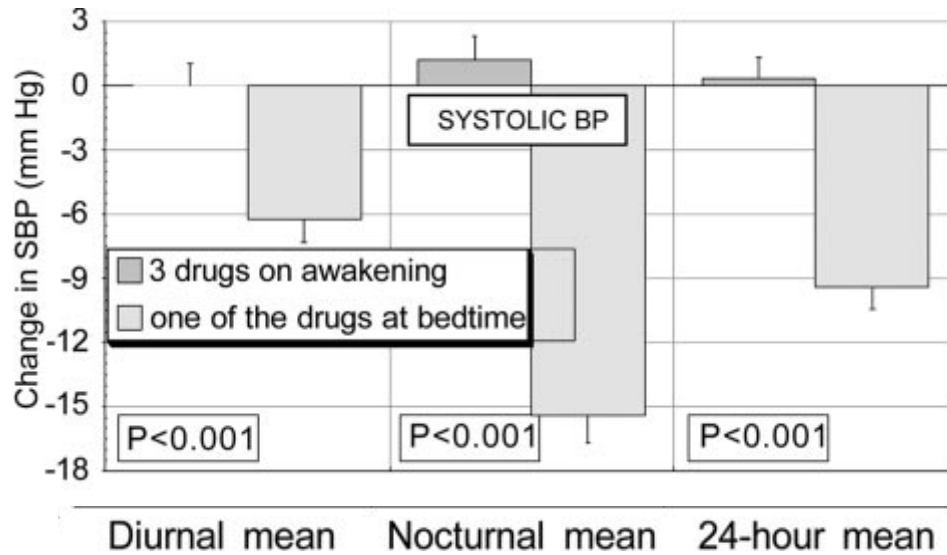 3
0
-3
-6
-9
-12
-15
-18
Change in SBP (mm Hg)
SYSTOLIC BP
3 drugs on awakening
one of the drugs at bedtime
P<0.001
P<0.001
P<0.001
Diurnal mean
Nocturnal mean
24-hour mean